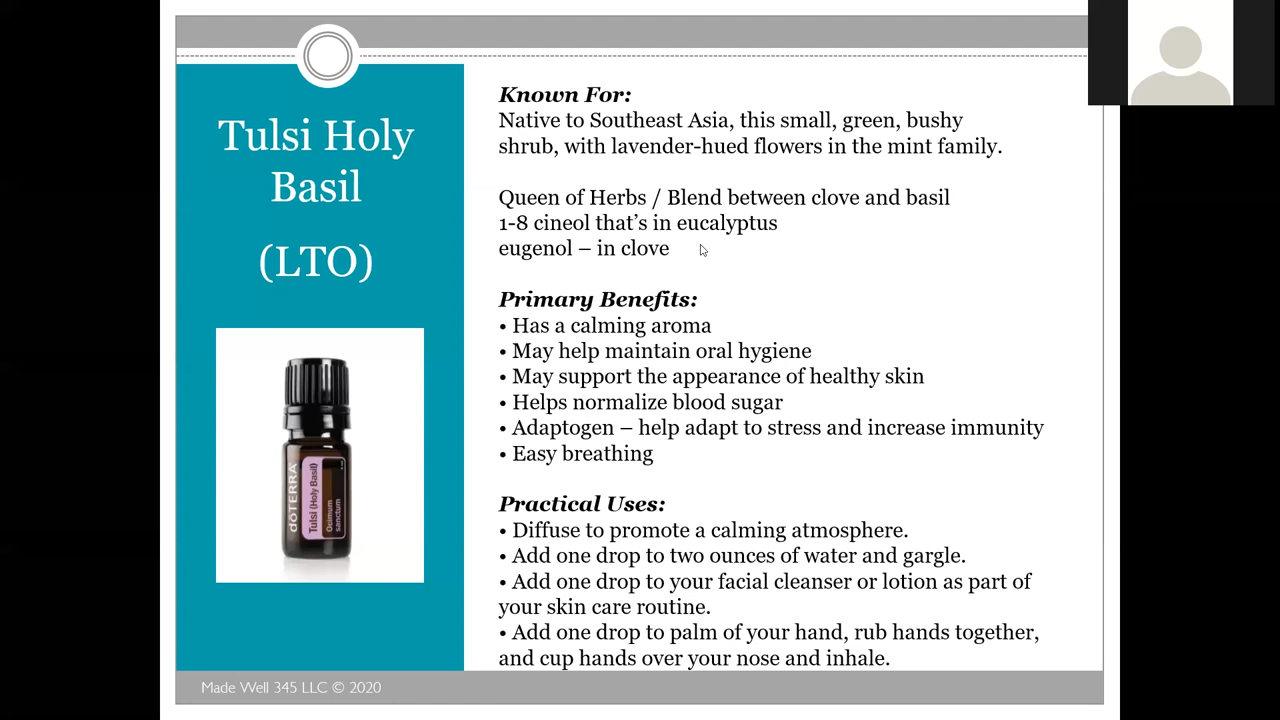 Tulsi Holy
Basil
(LTO)
dōTERRA
Tulsi (Holy Basil)
Ocimum
sanctum
Known For:
Native to Southeast Asia, this small, green, bushy
shrub, with lavender-hued flowers in the mint family.
Queen of Herbs / Blend between clove and basil
1-8 cineol that’s in eucalyptus
eugenol – in clove
Primary Benefits:
• Has a calming aroma
• May help maintain oral hygiene
• May support the appearance of healthy skin
• Helps normalize blood sugar
• Adaptogen – help adapt to stress and increase immunity
• Easy breathing
Practical Uses:
• Diffuse to promote a calming atmosphere.
• Add one drop to two ounces of water and gargle.
• Add one drop to your facial cleanser or lotion as part of
your skin care routine.
• Add one drop to palm of your hand, rub hands together,
and cup hands over your nose and inhale.
Made Well 345 LLC © 2020